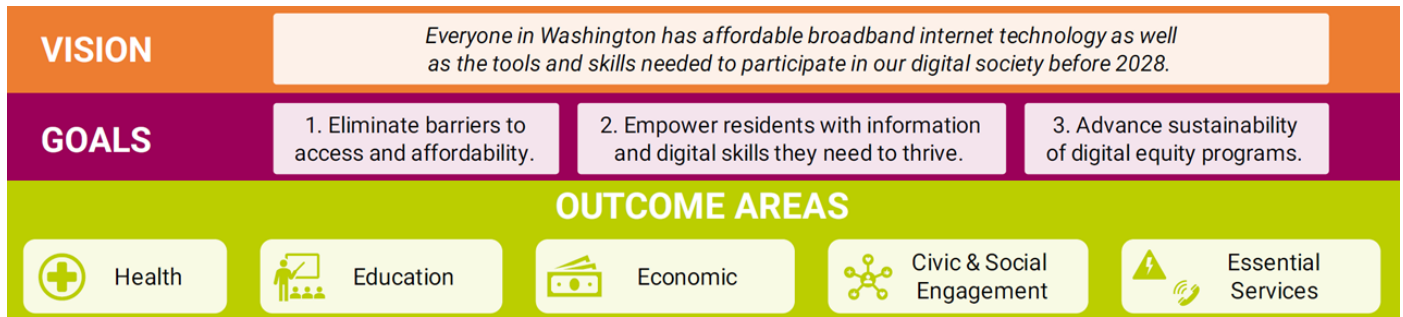 VISION
Everyone in Washington has affordable broadband internet technology as well
as the tools and skills needed to participate in our digital society before 2028.
GOALS
1. Eliminate barriers to
access and affordability.
2. Empower residents with information
and digital skills they need to thrive.
3. Advance sustainability
of digital equity programs.
OUTCOME AREAS
Health
Education
Economic
Civic & Social
Engagement
Essential
Services